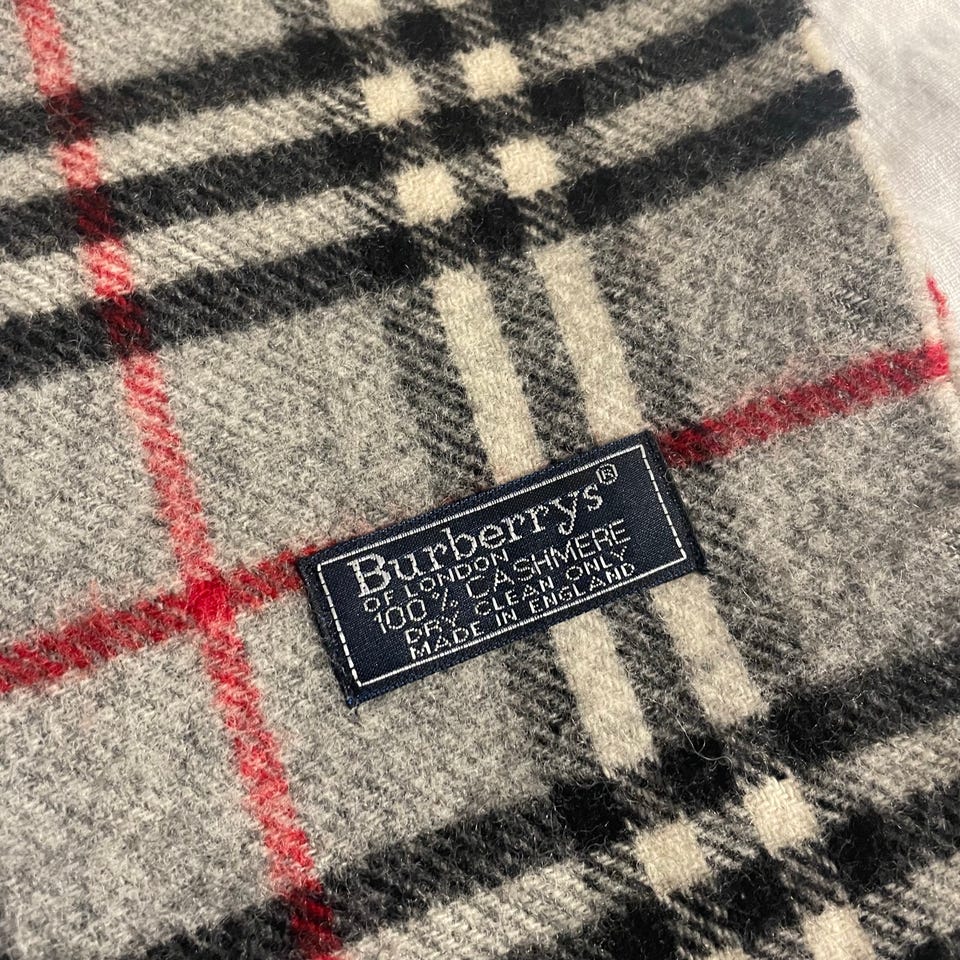 Burberrys®
OF LONDON
100% CASHMERE
DRY CLEAN ONLY
MADE IN ENGLAND